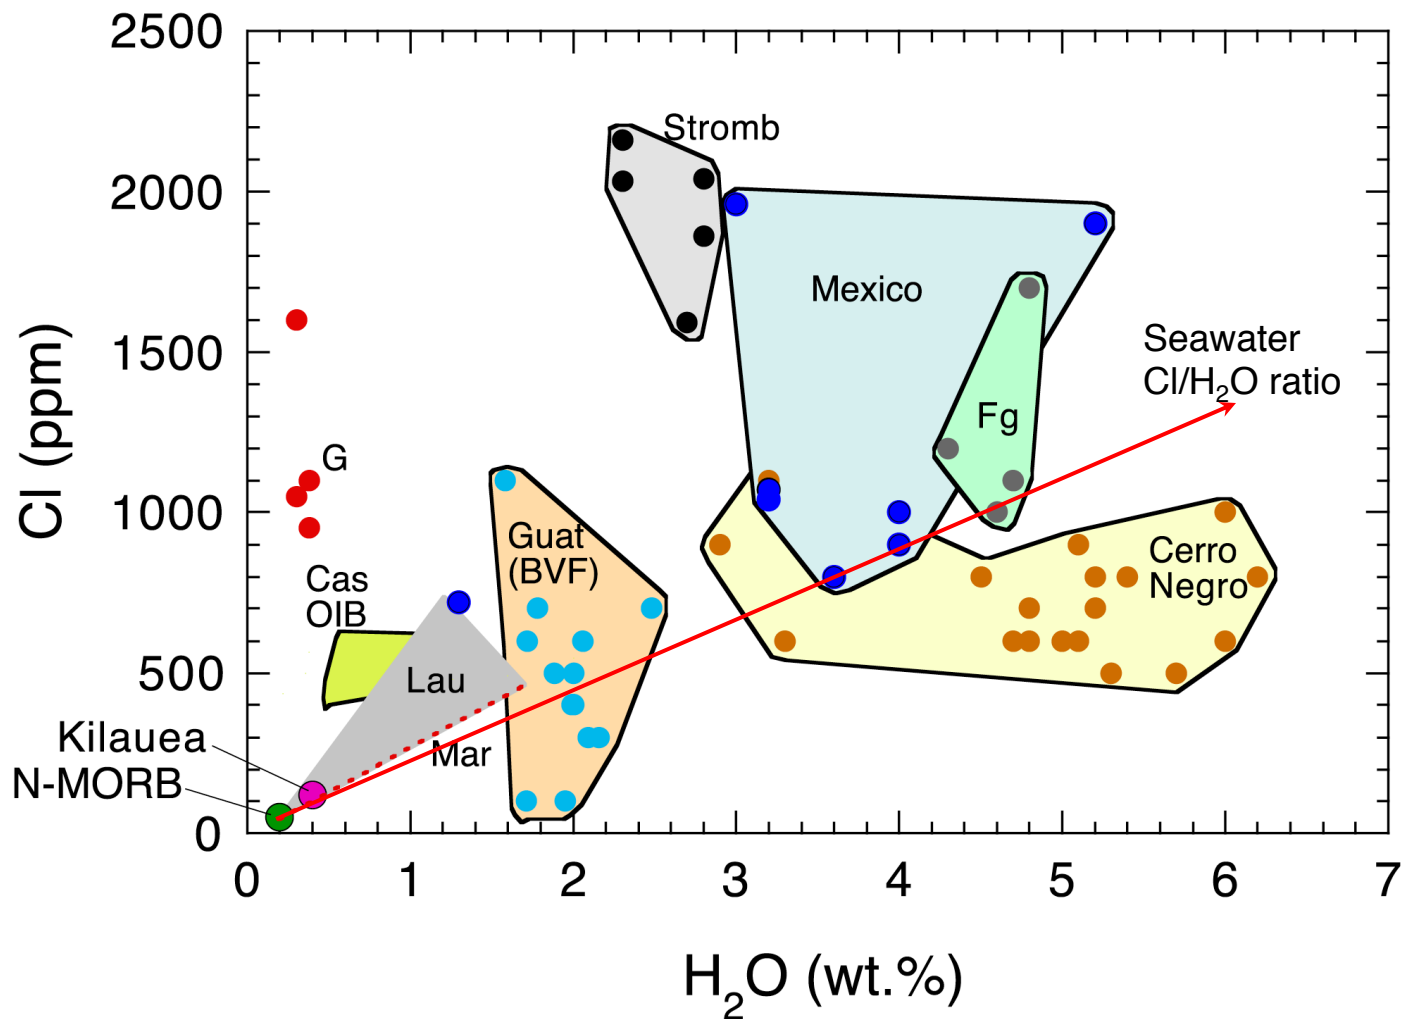 2500
2000
1500
1000
500
0
0
1
2
3
4
5
6
7
Cl (ppm)
H₂O (wt.%)
Stromb
Mexico
Seawater
Cl/H₂O ratio
Fg
G
Guat
(BVF)
Cerro
Negro
Cas
OIB
Lau
Mar
Kilauea
N-MORB